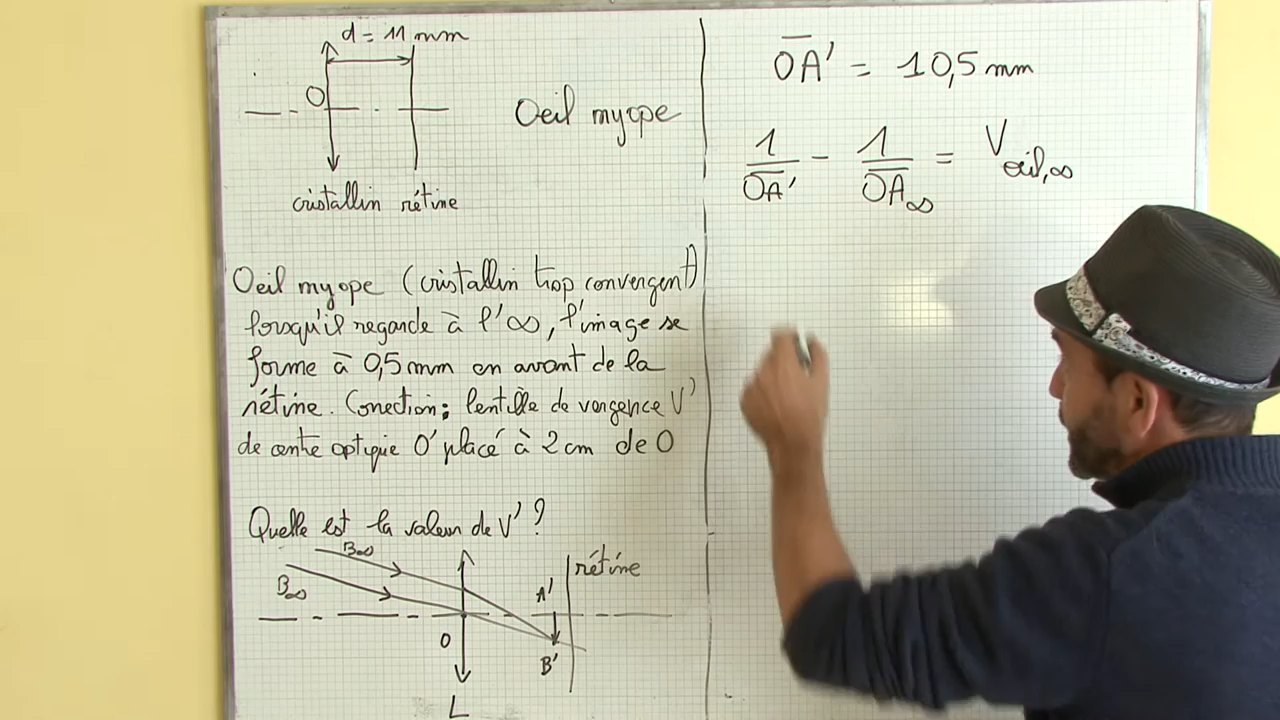 d = 11 mm
O
Oeil myope
cristallin rétine
Oeil myope (cristallin trop convergent)
lorsqu'il regarde à l'∞, l'image se
forme à 0,5 mm en avant de la
rétine. Correction : lentille de vergence V'
de centre optique O' placé à 2 cm de O
Quelle est la valeur de V' ?
B∞
B∞
rétine
A'
O
B'
L
OA' = 10,5 mm
1/OA' - 1/OA∞ = Vœil,∞